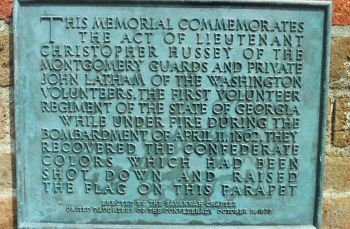 THIS MEMORIAL COMMEMORATES
THE ACT OF LIEUTENANT
CHRISTOPHER HUSSEY OF THE
MONTGOMERY GUARDS AND PRIVATE
JOHN LATHAM OF THE WASHINGTON
VOLUNTEERS, THE FIRST VOLUNTEER
REGIMENT OF THE STATE OF GEORGIA
WHILE UNDER FIRE DURING THE
BOMBARDMENT OF APRIL 11, 1862, THEY
RECOVERED THE CONFEDERATE
COLORS WHICH HAD BEEN
SHOT DOWN AND RAISED
THE FLAG ON THIS PARAPET
ERECTED BY THE SAVANNAH CHAPTER
UNITED DAUGHTERS OF THE CONFEDERACY OCTOBER